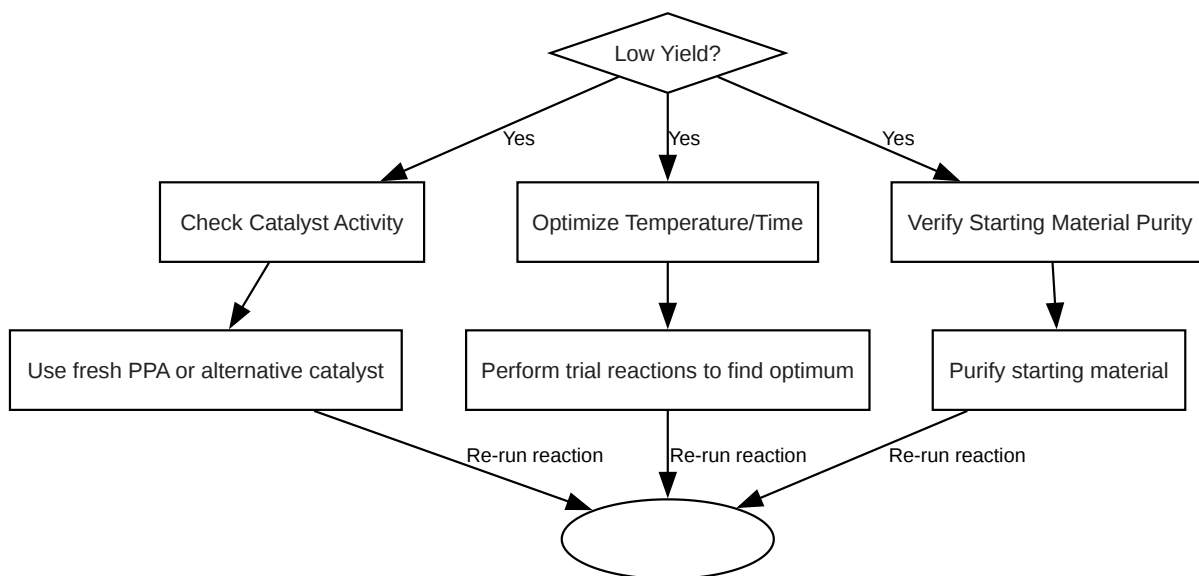 Low Yield?
Yes
Yes
Yes
Check Catalyst Activity
Optimize Temperature/Time
Verify Starting Material Purity
Use fresh PPA or alternative catalyst
Perform trial reactions to find optimum
Purify starting material
Re-run reaction
Re-run reaction
Re-run reaction